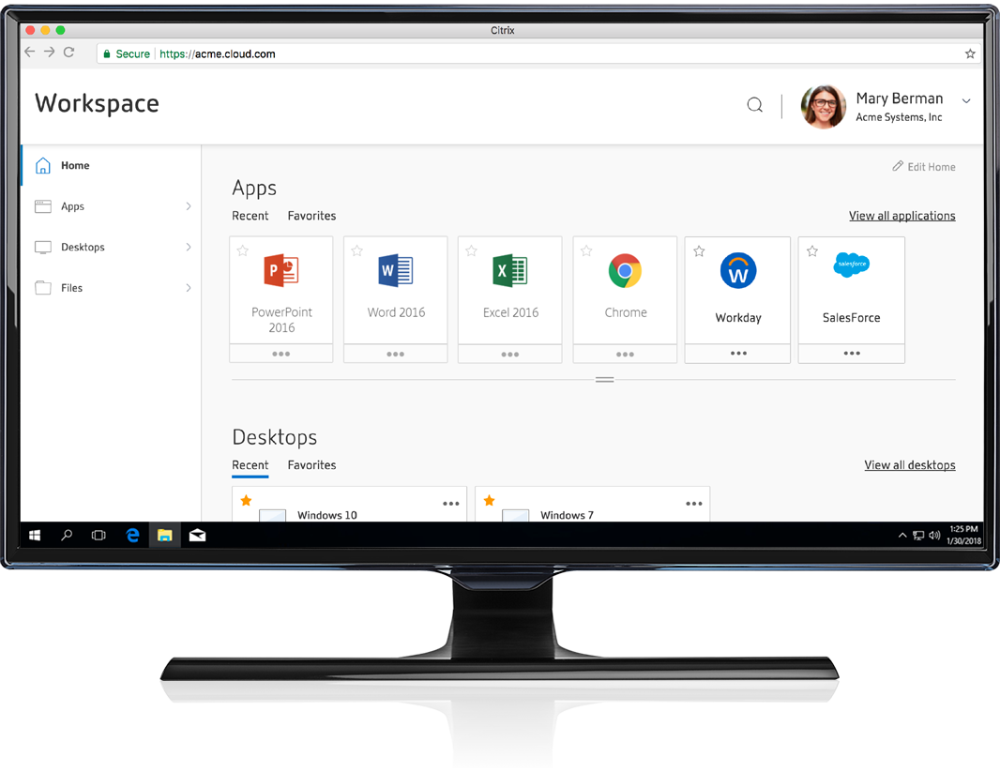 Citrix
Secure https://acme.cloud.com
Workspace
Mary Berman
Acme Systems, Inc
Home
Apps
Desktops
Files
Edit Home
Apps
Recent Favorites
View all applications
P
W
X
W
salesforce
PowerPoint
2016
Word 2016
Excel 2016
Chrome
Workday
SalesForce
Desktops
Recent Favorites
View all desktops
Windows 10
Windows 7
1:25 PM
1/30/2018